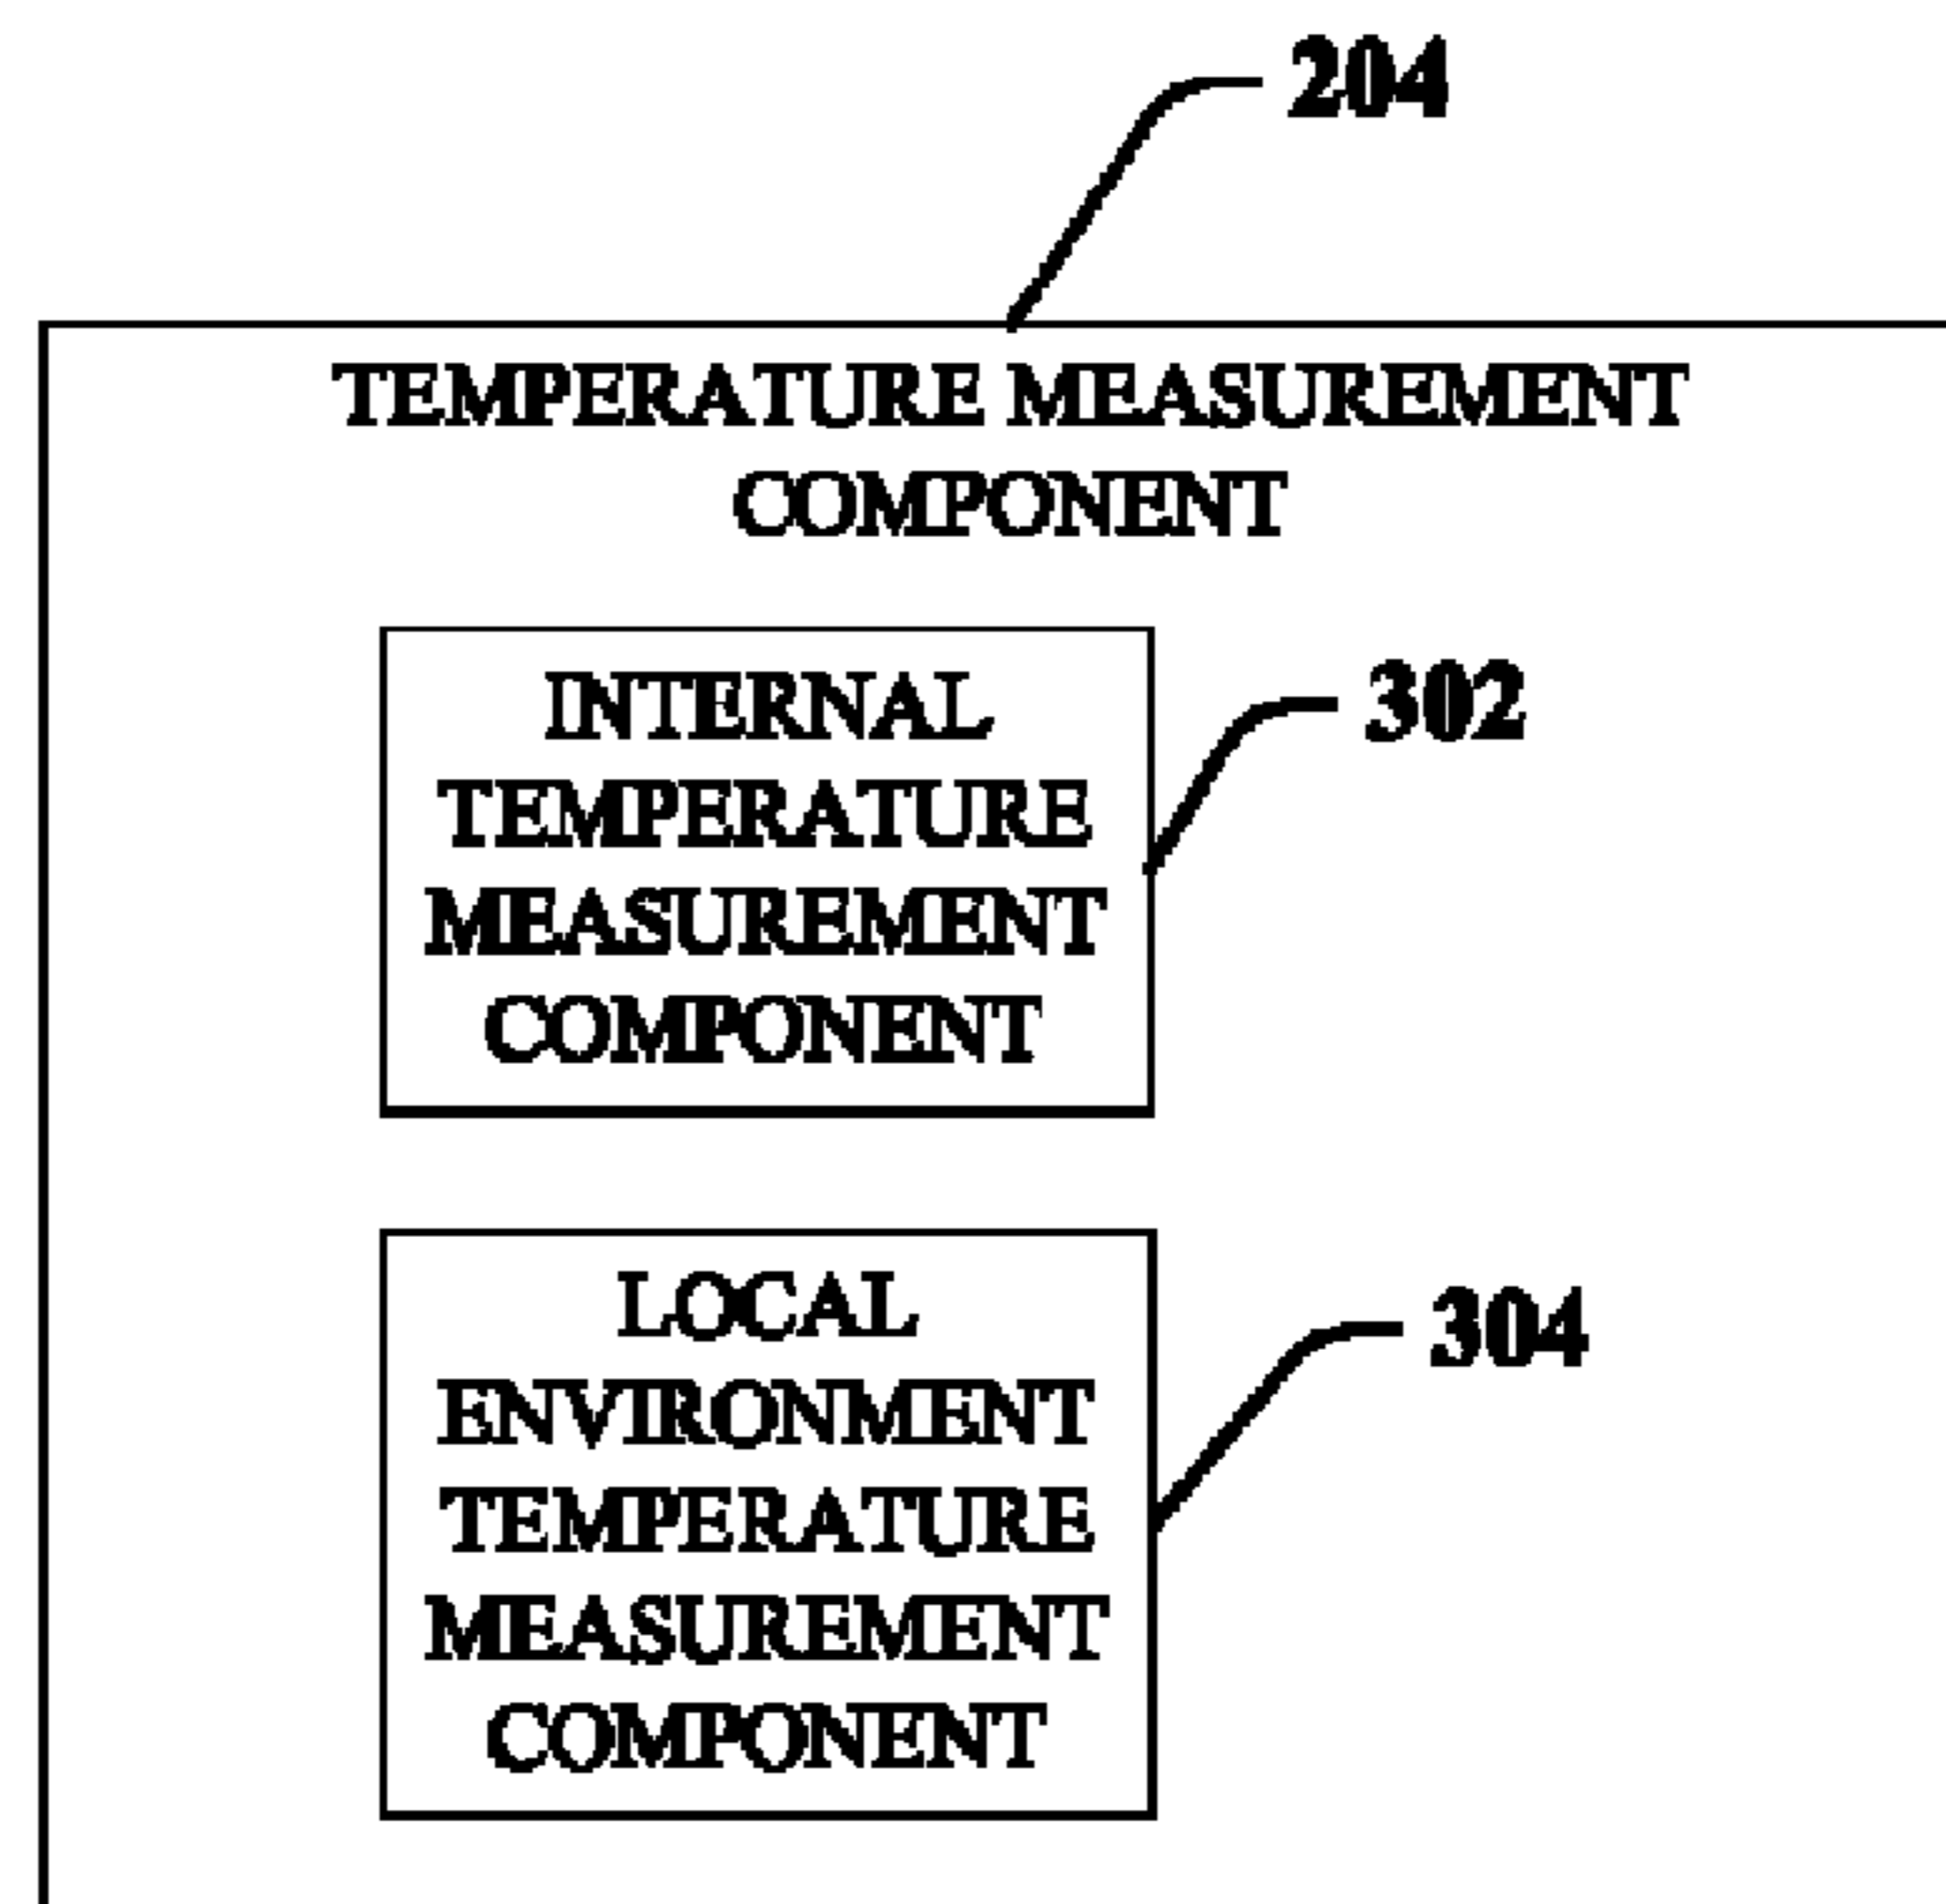 204
TEMPERATURE MEASUREMENT
COMPONENT
INTERNAL
TEMPERATURE
MEASUREMENT
COMPONENT
302
LOCAL
ENVIRONMENT
TEMPERATURE
MEASUREMENT
COMPONENT
304